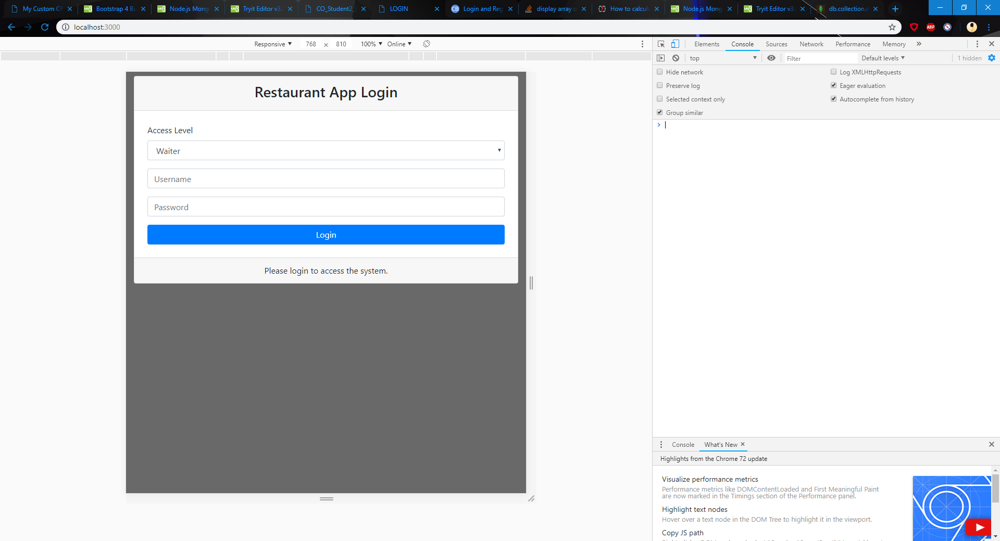 My Custom CF
Bootstrap 4 Bu
Node.js Mong
Tryit Editor v3.
CO_Student2_
LOGIN
Login and Reg
display array o
How to calcula
Node.js Mong
Tryit Editor v3.
db.collection.c
localhost:3000
ABP
Responsive 768 x 810 100% Online
Elements Console Sources Network Performance Memory
top Filter Default levels 1 hidden
Hide network
Log XMLHttpRequests
Preserve log
Eager evaluation
Selected context only
Autocomplete from history
Group similar
Restaurant App Login
Access Level
Waiter
Username
Password
Login
Please login to access the system.
Console What's New
Highlights from the Chrome 72 update
Visualize performance metrics
Performance metrics like DOMContentLoaded and First Meaningful Paint
are now marked in the Timings section of the Performance panel.
Highlight text nodes
Hover over a text node in the DOM Tree to highlight it in the viewport.
Copy JS path